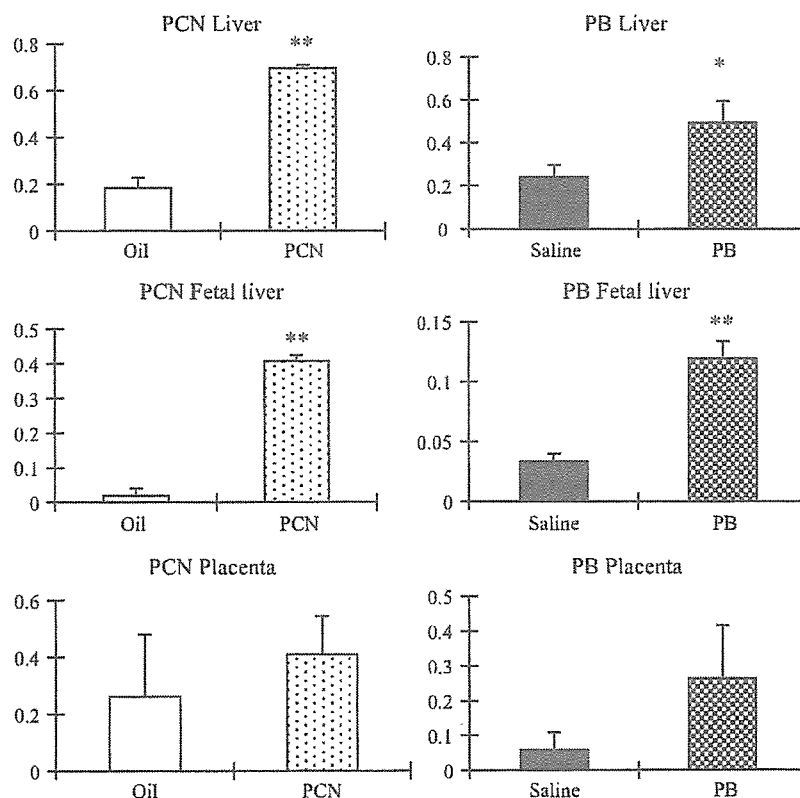 PCN Liver
**
0.8
0.6
0.4
0.2
0
Oil
PCN
PB Liver
*
0.8
0.6
0.4
0.2
0
Saline
PB
PCN Fetal liver
**
0.5
0.4
0.3
0.2
0.1
0
Oil
PCN
PB Fetal liver
**
0.15
0.1
0.05
0
Saline
PB
PCN Placenta
0.6
0.4
0.2
0
Oil
PCN
PB Placenta
0.5
0.4
0.3
0.2
0.1
0
Saline
PB